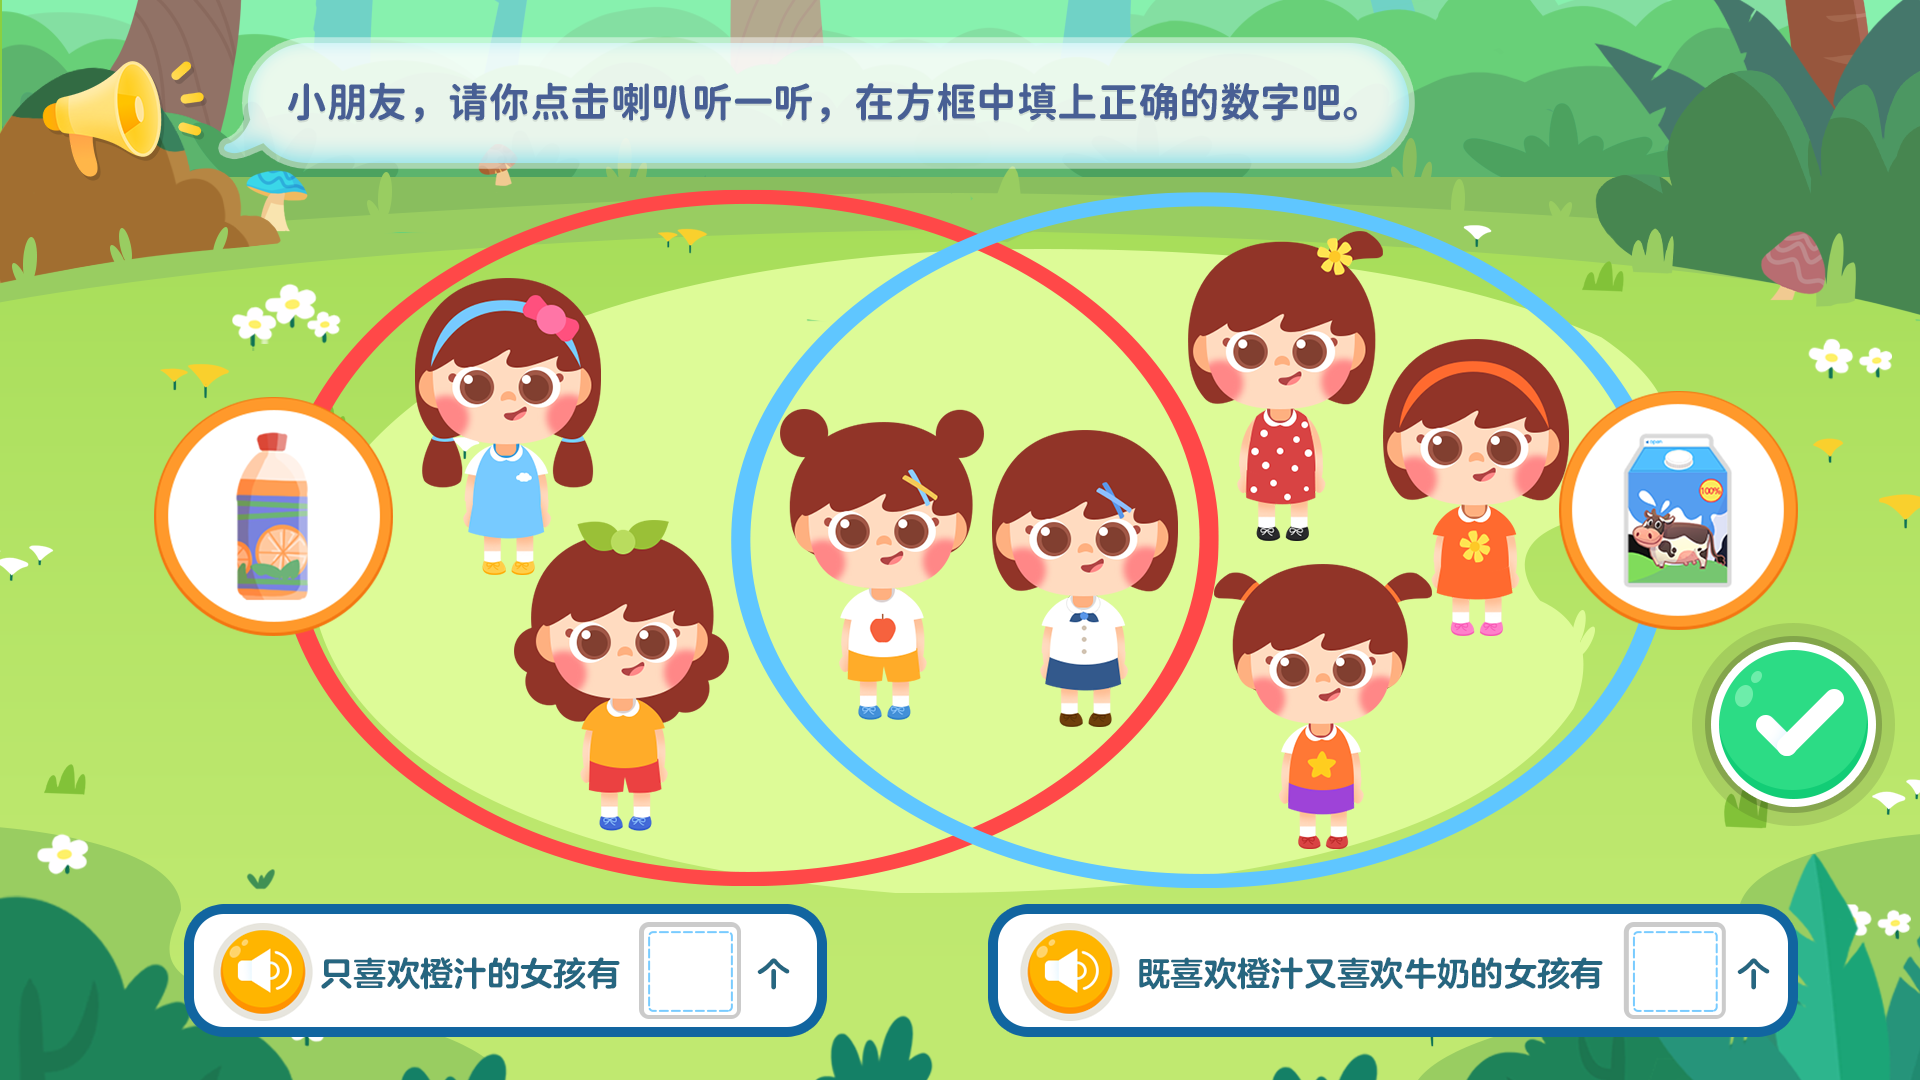 小朋友，请你点击喇叭听一听，在方框中填上正确的数字吧。
100%
只喜欢橙汁的女孩有 个
既喜欢橙汁又喜欢牛奶的女孩有 个